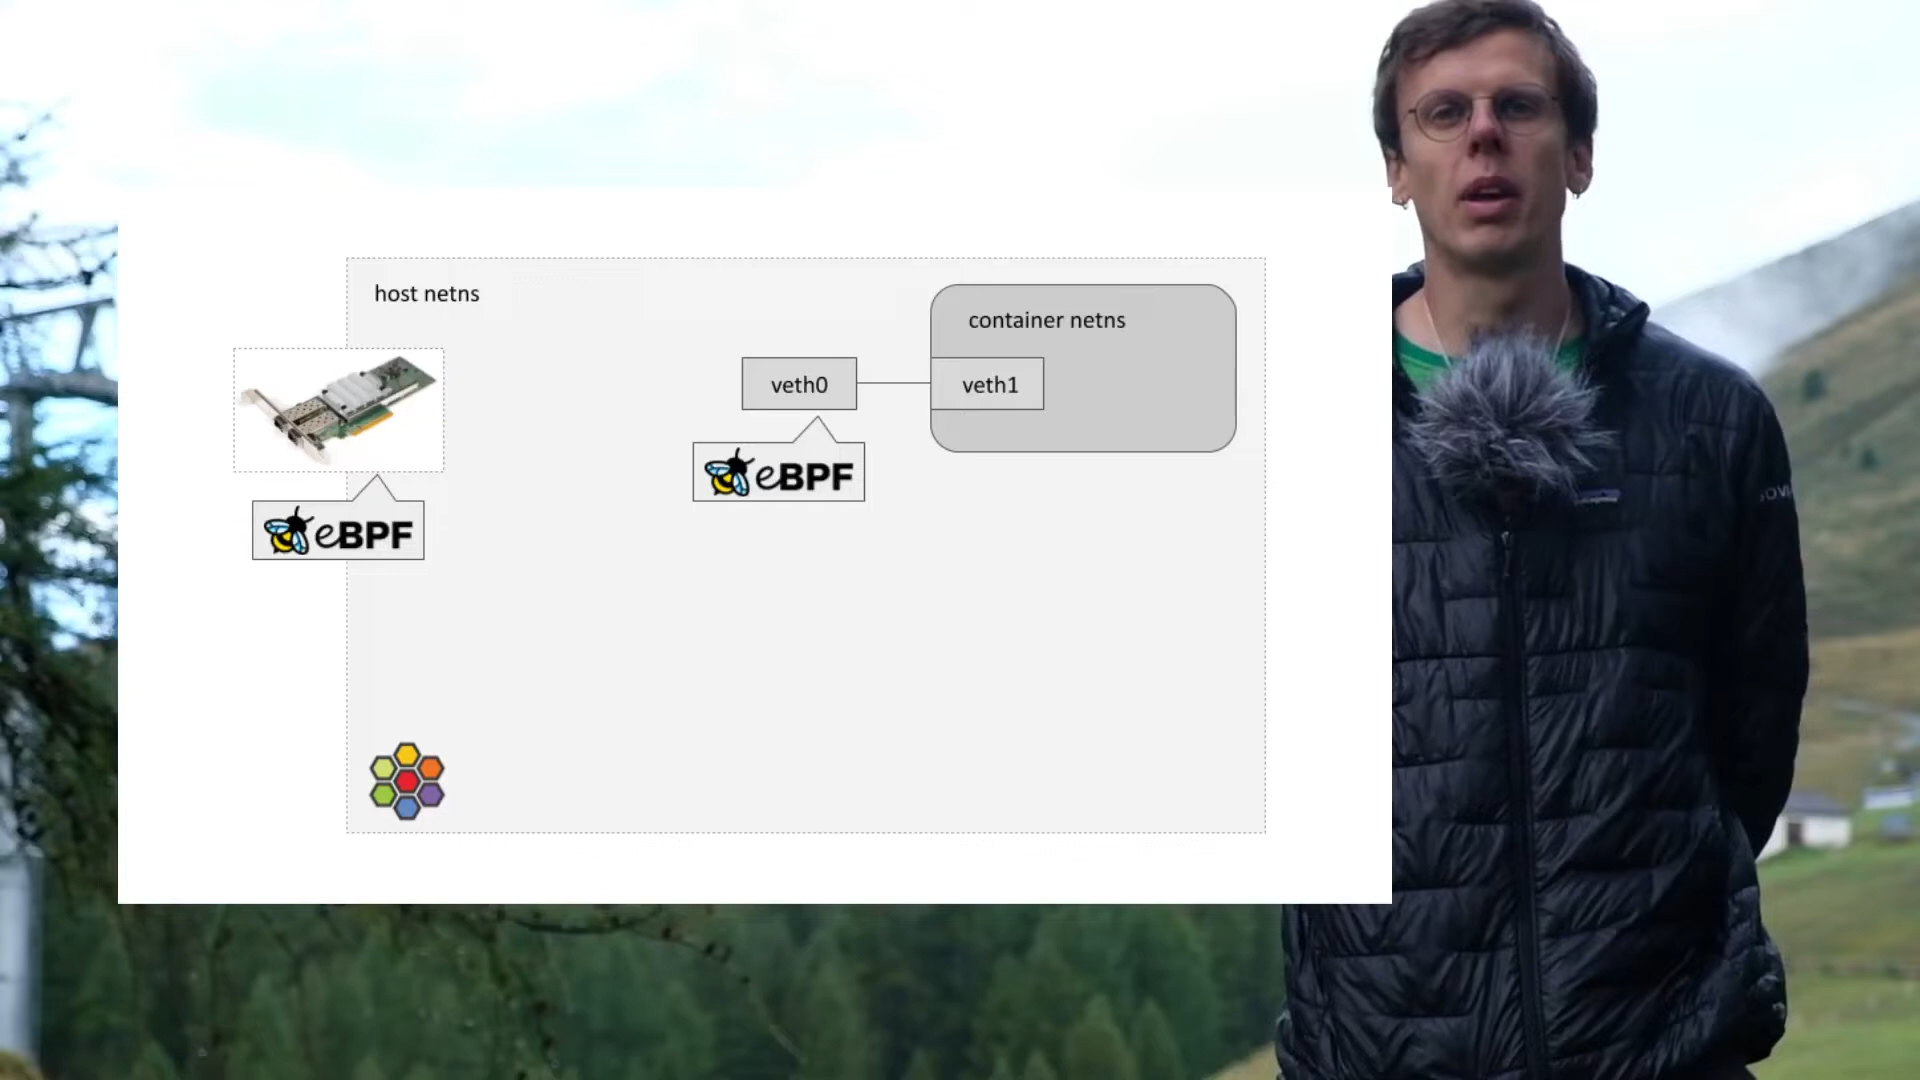 host netns
container netns
veth0
veth1
eBPF
eBPF